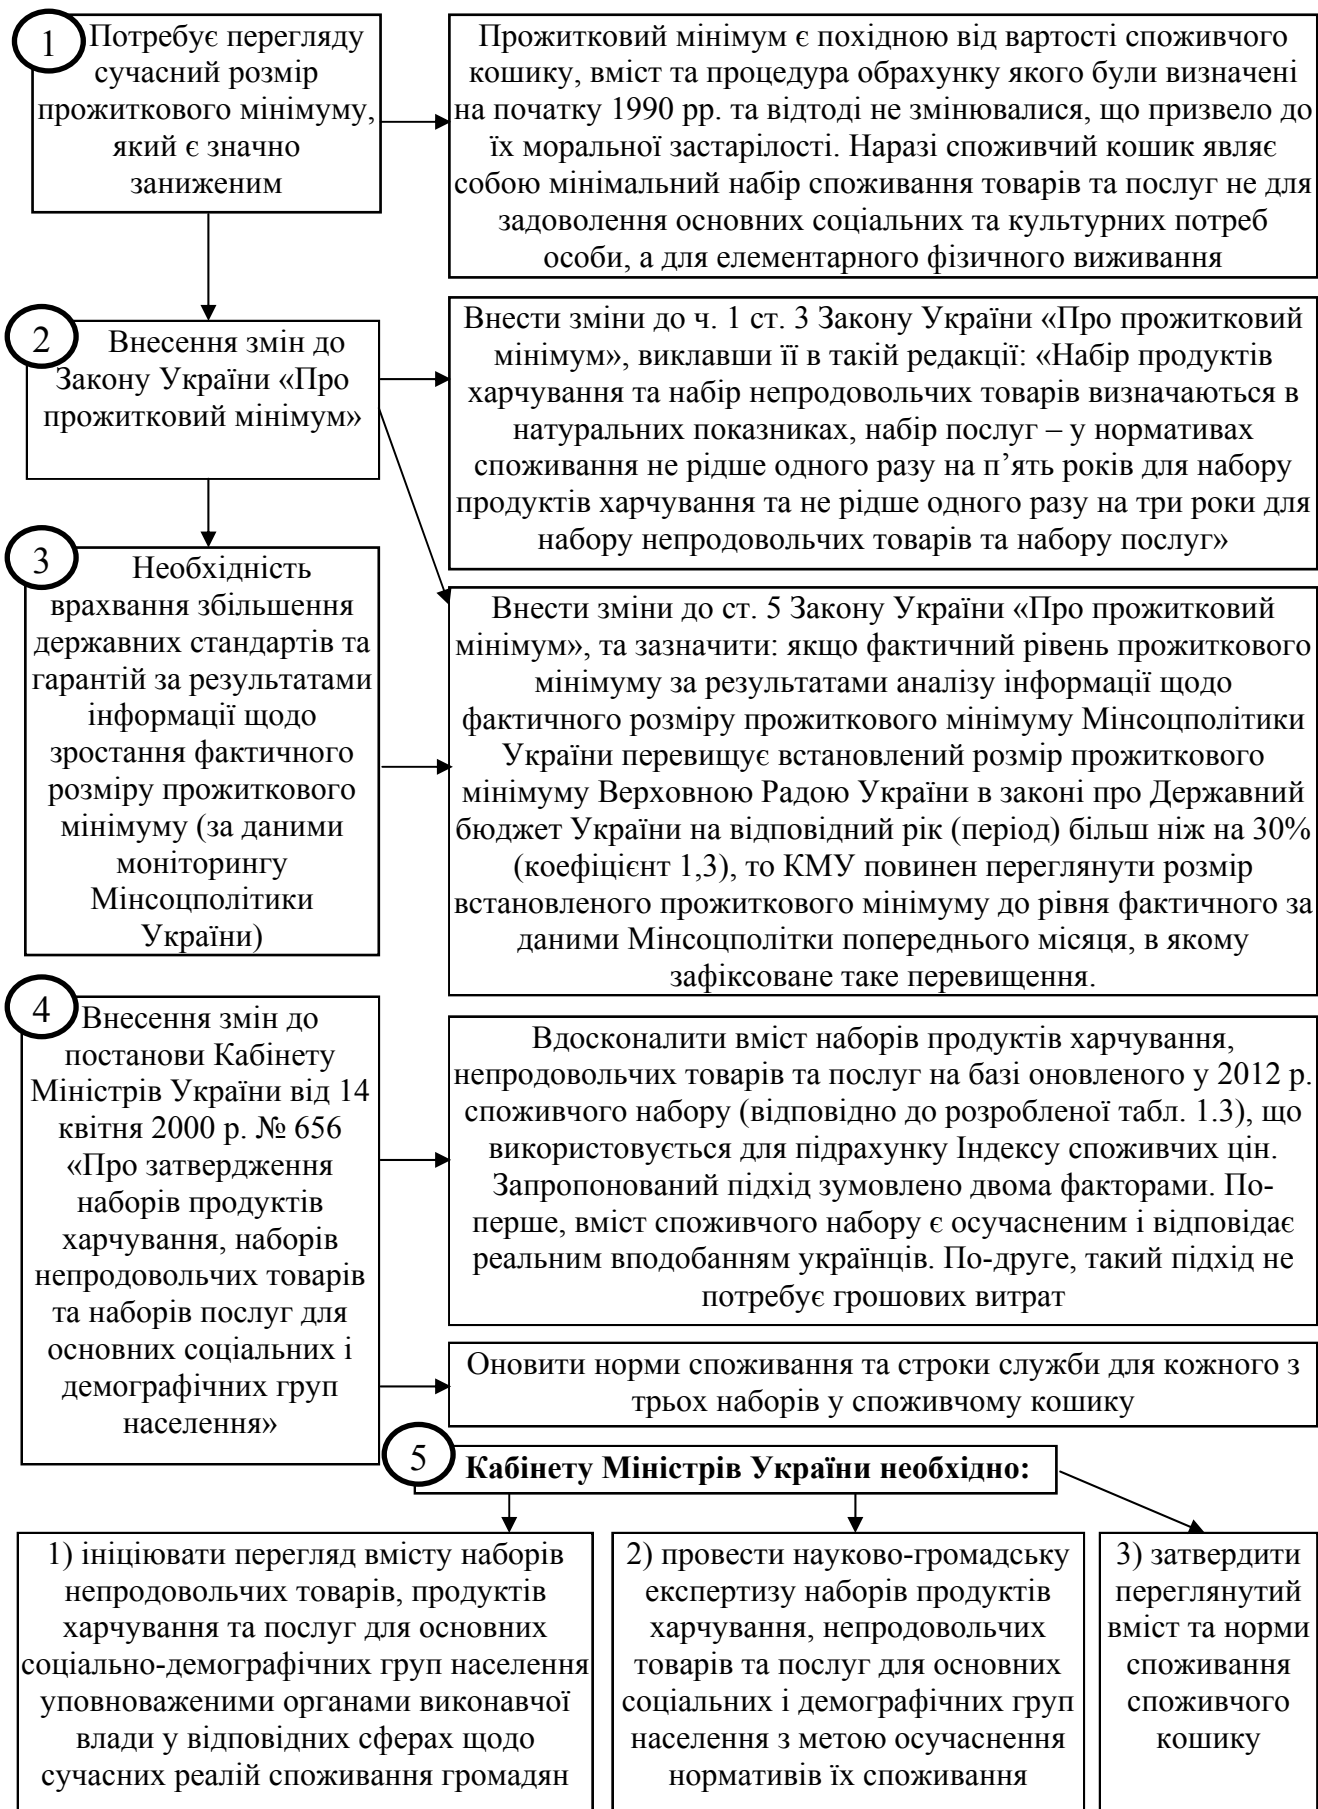 1
Потребує перегляду
сучасний розмір
прожиткового мінімуму,
який є значно
заниженим
Прожитковий мінімум є похідною від вартості споживчого
кошику, вміст та процедура обрахунку якого були визначені
на початку 1990 рр. та відтоді не змінювалися, що призвело до
їх моральної застарілості. Наразі споживчий кошик являє
собою мінімальний набір споживання товарів та послуг не для
задоволення основних соціальних та культурних потреб
особи, а для елементарного фізичного виживання
2
Внесення змін до
Закону України «Про
прожитковий мінімум»
Внести зміни до ч. 1 ст. 3 Закону України «Про прожитковий
мінімум», виклавши її в такій редакції: «Набір продуктів
харчування та набір непродовольчих товарів визначаються в
натуральних показниках, набір послуг – у нормативах
споживання не рідше одного разу на п’ять років для набору
продуктів харчування та не рідше одного разу на три роки для
набору непродовольчих товарів та набору послуг»
3
Необхідність
врахвання збільшення
державних стандартів та
гарантій за результатами
інформації щодо
зростання фактичного
розміру прожиткового
мінімуму (за даними
моніторингу
Мінсоцполітики
України)
Внести зміни до ст. 5 Закону України «Про прожитковий
мінімум», та зазначити: якщо фактичний рівень прожиткового
мінімуму за результатами аналізу інформації щодо
фактичного розміру прожиткового мінімуму Мінсоцполітики
України перевищує встановлений розмір прожиткового
мінімуму Верховною Радою України в законі про Державний
бюджет України на відповідний рік (період) більш ніж на 30%
(коефіцієнт 1,3), то КМУ повинен переглянути розмір
встановленого прожиткового мінімуму до рівня фактичного за
даними Мінсоцполітки попереднього місяця, в якому
зафіксоване таке перевищення.
4
Внесення змін до
постанови Кабінету
Міністрів України від 14
квітня 2000 р. № 656
«Про затвердження
наборів продуктів
харчування, наборів
непродовольчих товарів
та наборів послуг для
основних соціальних і
демографічних груп
населення»
Вдосконалити вміст наборів продуктів харчування,
непродовольчих товарів та послуг на базі оновленого у 2012 р.
споживчого набору (відповідно до розробленої табл. 1.3), що
використовується для підрахунку Індексу споживчих цін.
Запропонований підхід зумовлено двома факторами. По-
перше, вміст споживчого набору є осучасненим і відповідає
реальним вподобанням українців. По-друге, такий підхід не
потребує грошових витрат
Оновити норми споживання та строки служби для кожного з
трьох наборів у споживчому кошику
5
Кабінету Міністрів України необхідно:
1) ініціювати перегляд вмісту наборів
непродовольчих товарів, продуктів
харчування та послуг для основних
соціально-демографічних груп населення
уповноваженими органами виконавчої
влади у відповідних сферах щодо
сучасних реалій споживання громадян
2) провести науково-громадську
експертизу наборів продуктів
харчування, непродовольчих
товарів та послуг для основних
соціальних і демографічних груп
населення з метою осучаснення
нормативів їх споживання
3) затвердити
переглянутий
вміст та норми
споживання
споживчого
кошику